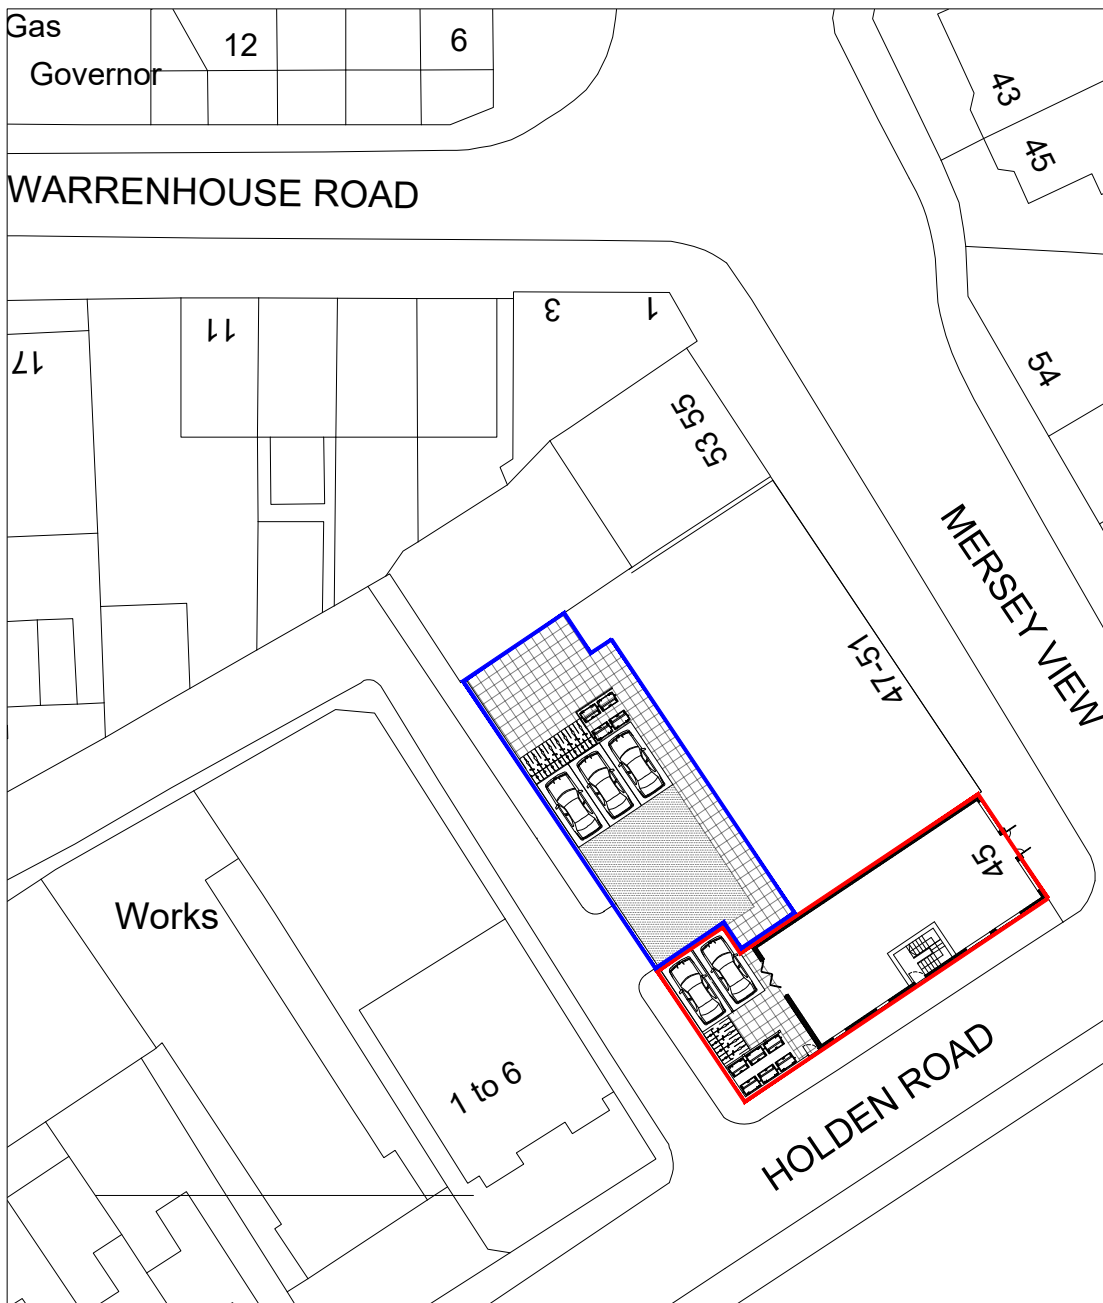 Gas
12
6
Governor
43
45
WARRENHOUSE ROAD
11
3
1
17
54
53 55
MERSEY VIEW
47-51
45
Works
1 to 6
HOLDEN ROAD